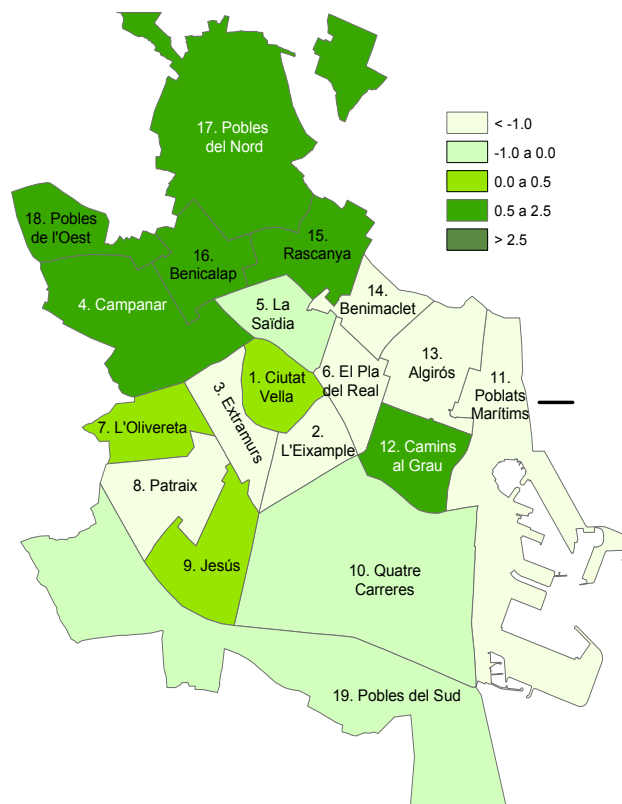 17. Pobles
del Nord
< -1.0
-1.0 a 0.0
0.0 a 0.5
0.5 a 2.5
> 2.5
18. Pobles
de l'Oest
16.
Benicalap
15.
Rascanya
4. Campanar
5. La
Saïdia
14.
Benimaclet
13.
Algirós
11.
Poblats
Marítims
6. El Pla
del Real
1. Ciutat
Vella
3. Extramurs
7. L'Olivereta
2.
L'Eixample
12. Camins
al Grau
8. Patraix
9. Jesús
10. Quatre
Carreres
19. Pobles del Sud